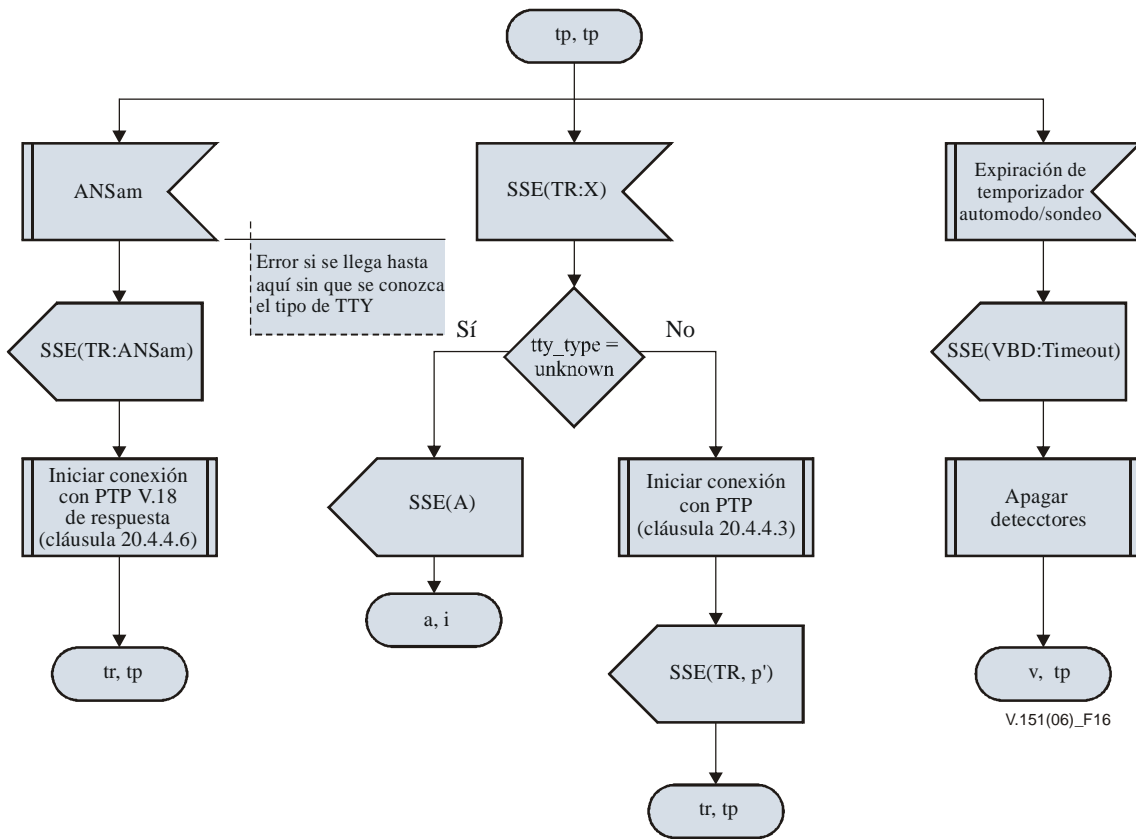 tp, tp
ANSam
SSE(TR:X)
Expiración de
temporizador
automodo/sondeo
Error si se llega hasta
aquí sin que se conozca
el tipo de TTY
SSE(TR:ANSam)
Sí
No
tty_type =
unknown
SSE(VBD:Timeout)
Iniciar conexión
con PTP V.18
de respuesta
(cláusula 20.4.4.6)
SSE(A)
Iniciar conexión
con PTP
(cláusula 20.4.4.3)
Apagar
detecctores
a, i
tr, tp
SSE(TR, p')
v, tp
V.151(06)_F16
tr, tp